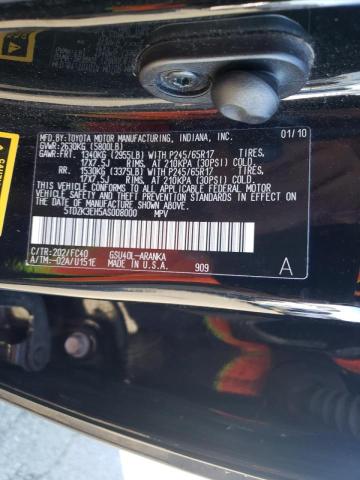 MFD. BY:TOYOTA MOTOR MANUFACTURING, INDIANA, INC. 01/10
GVWR: 2630KG (5800LB)
GAWR:FRT. 1340KG (2955LB) WITH P245/65R17 TIRES,
17X7.5J RIMS, AT 210KPA (30PSI) COLD.
RR. 1530KG (3375LB) WITH P245/65R17 TIRES,
17X7.5J RIMS, AT 210KPA (30PSI) COLD.
THIS VEHICLE CONFORMS TO ALL APPLICABLE FEDERAL MOTOR VEHICLE
SAFETY, BUMPER, AND THEFT PREVENTION STANDARDS IN EFFECT
ON THE DATE OF MANUFACTURE SHOWN ABOVE.
5TDZK3EH5AS008000 MPV
C/TR:202/FC40 GSU40L-ARANKA
A/TM:-02A/U151E MADE IN U.S.A. 909 A